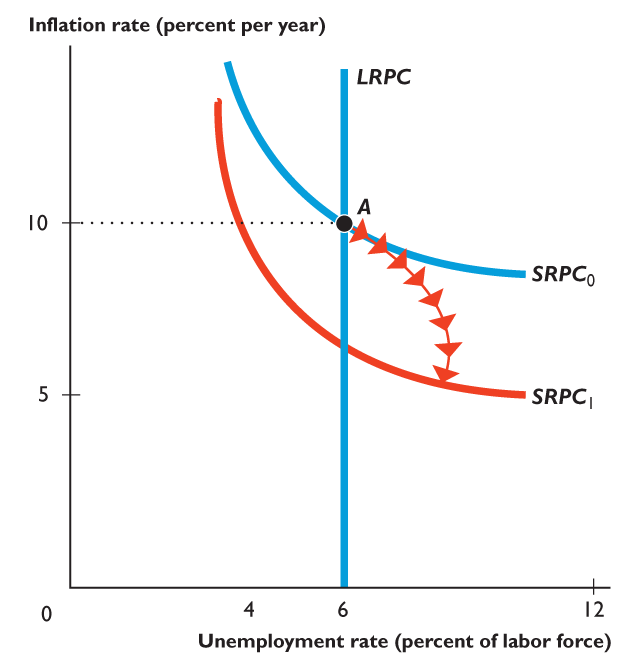 Inflation rate (percent per year)
LRPC
A
10
SRPC₀
5
SRPC₁
0
4
6
12
Unemployment rate (percent of labor force)